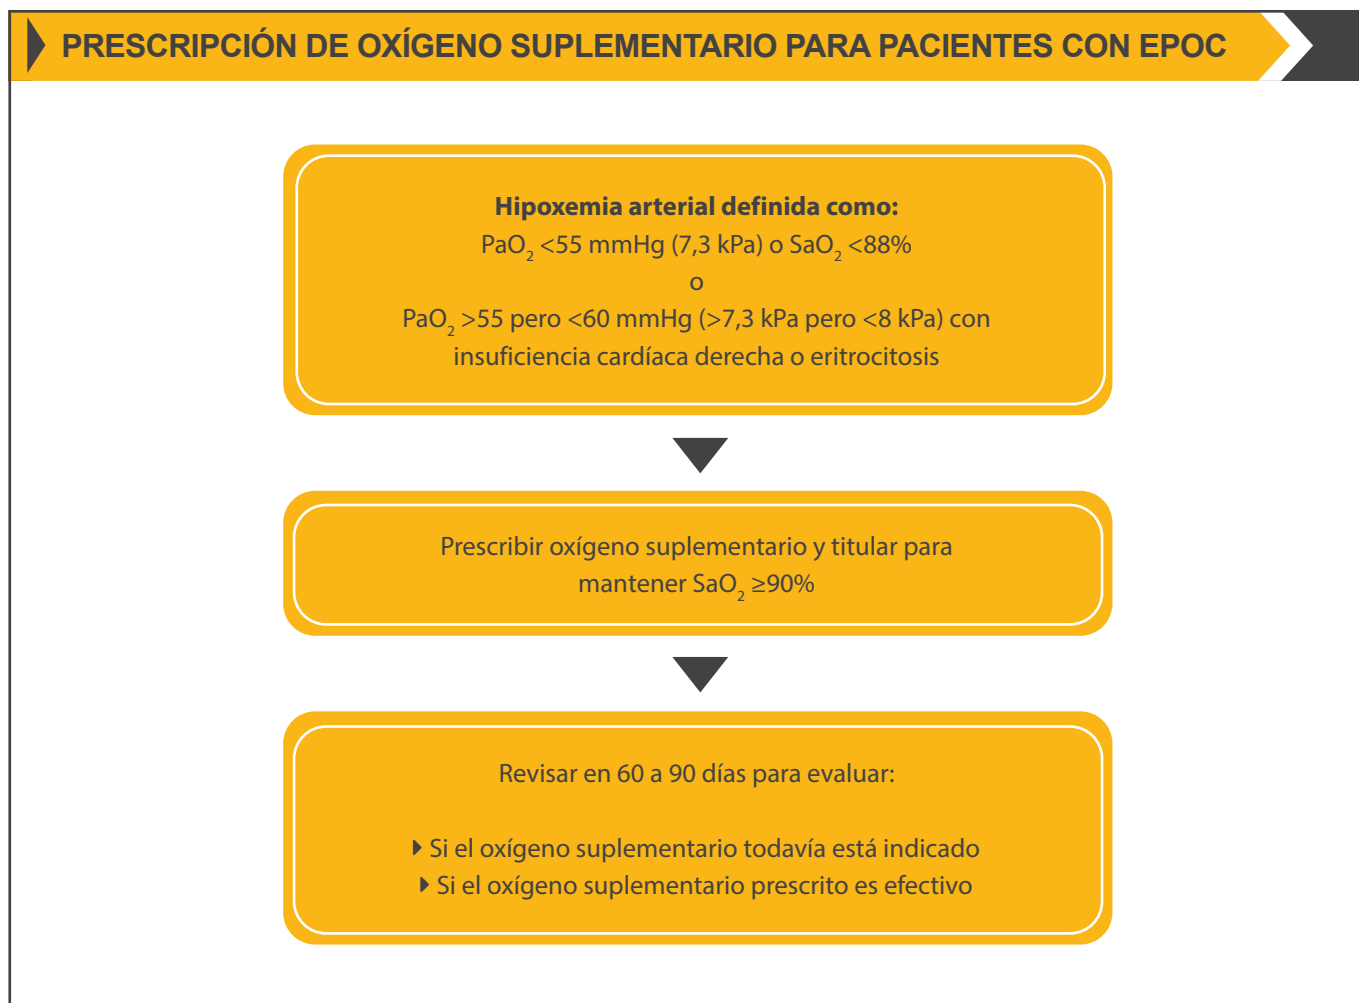 PRESCRIPCIÓN DE OXÍGENO SUPLEMENTARIO PARA PACIENTES CON EPOC
Hipoxemia arterial definida como:
PaO₂ <55 mmHg (7,3 kPa) o SaO₂ <88%
o
PaO₂ >55 pero <60 mmHg (>7,3 kPa pero <8 kPa) con
insuficiencia cardíaca derecha o eritrocitosis
Prescribir oxígeno suplementario y titular para
mantener SaO₂ ≥90%
Revisar en 60 a 90 días para evaluar:
Si el oxígeno suplementario todavía está indicado
Si el oxígeno suplementario prescrito es efectivo